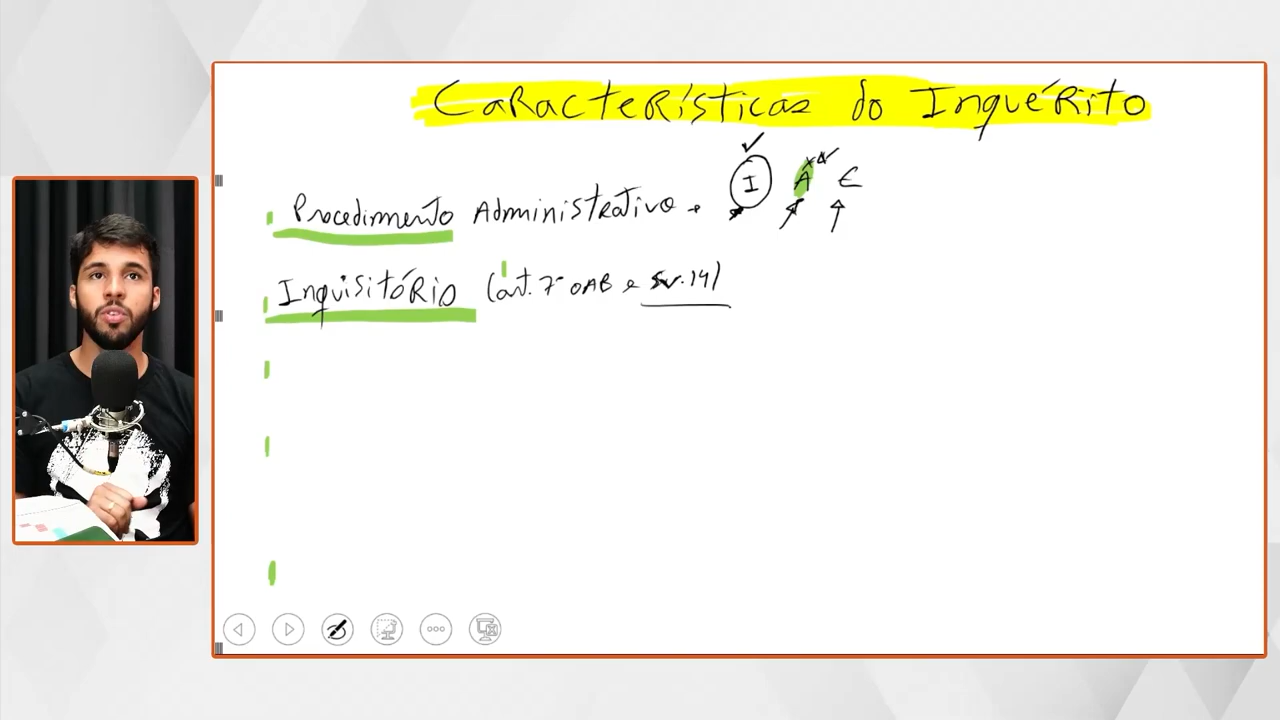 Características do Inquérito
Procedimento Administrativo • I A E
Inquisitório (art. 7º OAB e Sv. 14)